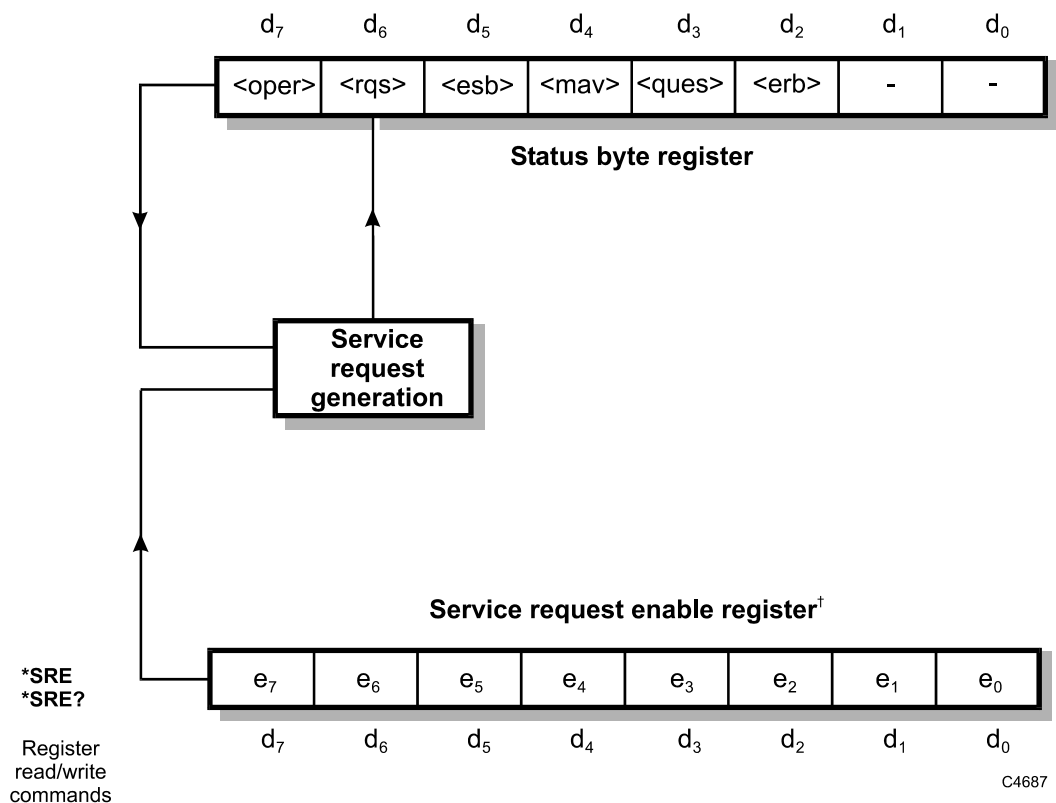 d₇ d₆ d₅ d₄ d₃ d₂ d₁ d₀
<oper> <rqs> <esb> <mav> <ques> <erb> - -
Status byte register
Service
request
generation
Service request enable register†
*SRE
*SRE?
e₇ e₆ e₅ e₄ e₃ e₂ e₁ e₀
d₇ d₆ d₅ d₄ d₃ d₂ d₁ d₀
Register
read/write
commands
C4687